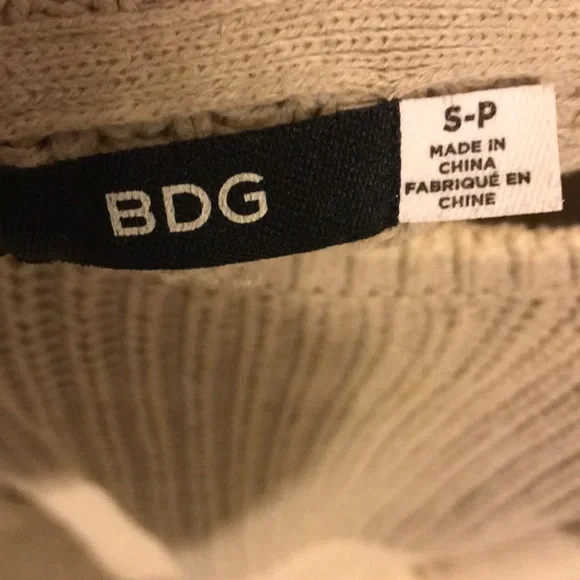 BDG
S-P
MADE IN
CHINA
FABRIQUÉ EN
CHINE